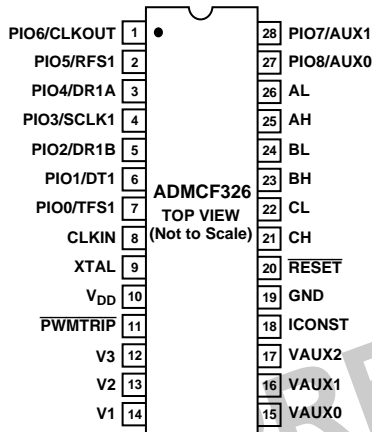 PIO6/CLKOUT 1 28 PIO7/AUX1
PIO5/RFS1 2 27 PIO8/AUX0
PIO4/DR1A 3 26 AL
PIO3/SCLK1 4 25 AH
PIO2/DR1B 5 24 BL
PIO1/DT1 6 23 BH
ADMCF326
PIO0/TFS1 7 TOP VIEW 22 CL
CLKIN 8 (Not to Scale) 21 CH
XTAL 9 20 RESET
VDD 10 19 GND
PWMTRIP 11 18 ICONST
V3 12 17 VAUX2
V2 13 16 VAUX1
V1 14 15 VAUX0